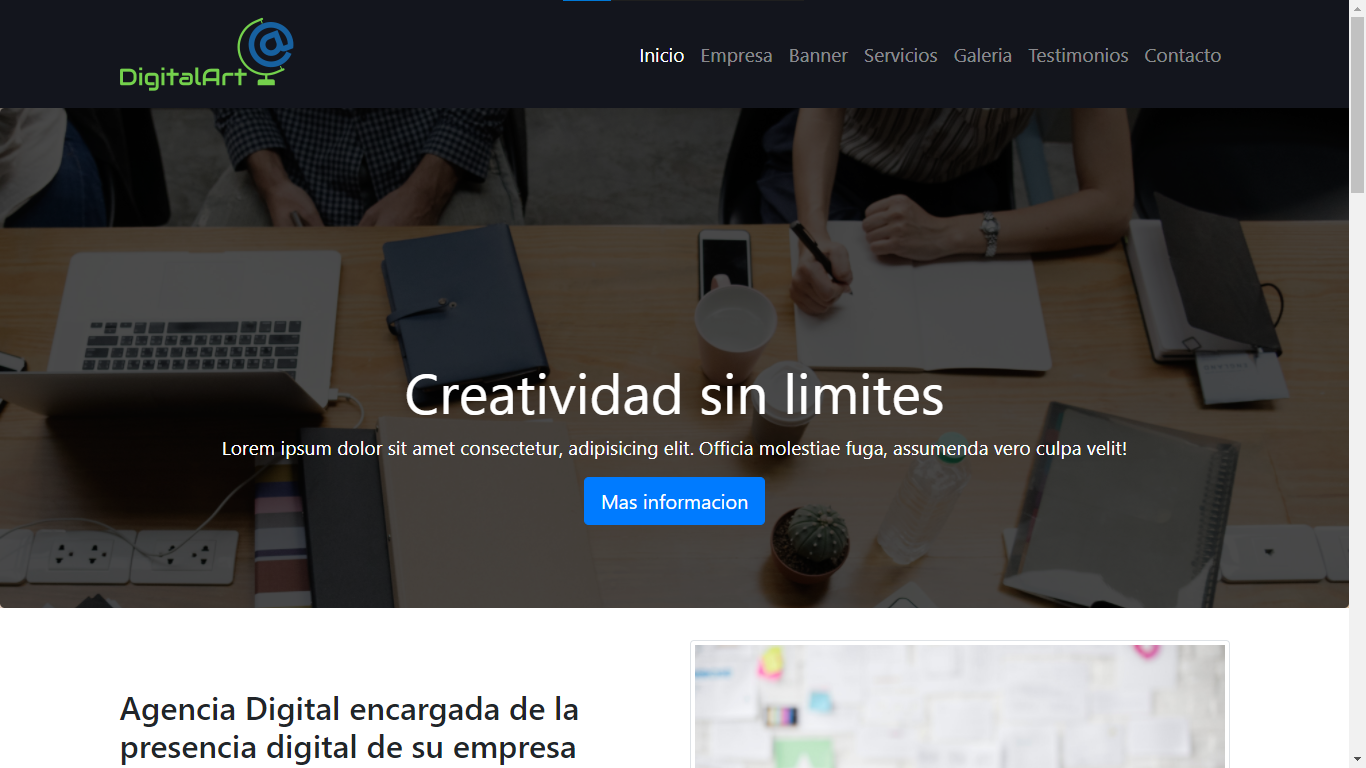 DigitalArt
Inicio Empresa Banner Servicios Galeria Testimonios Contacto
Creatividad sin limites
Lorem ipsum dolor sit amet consectetur, adipisicing elit. Officia molestiae fuga, assumenda vero culpa velit!
Mas informacion
Agencia Digital encargada de la
presencia digital de su empresa